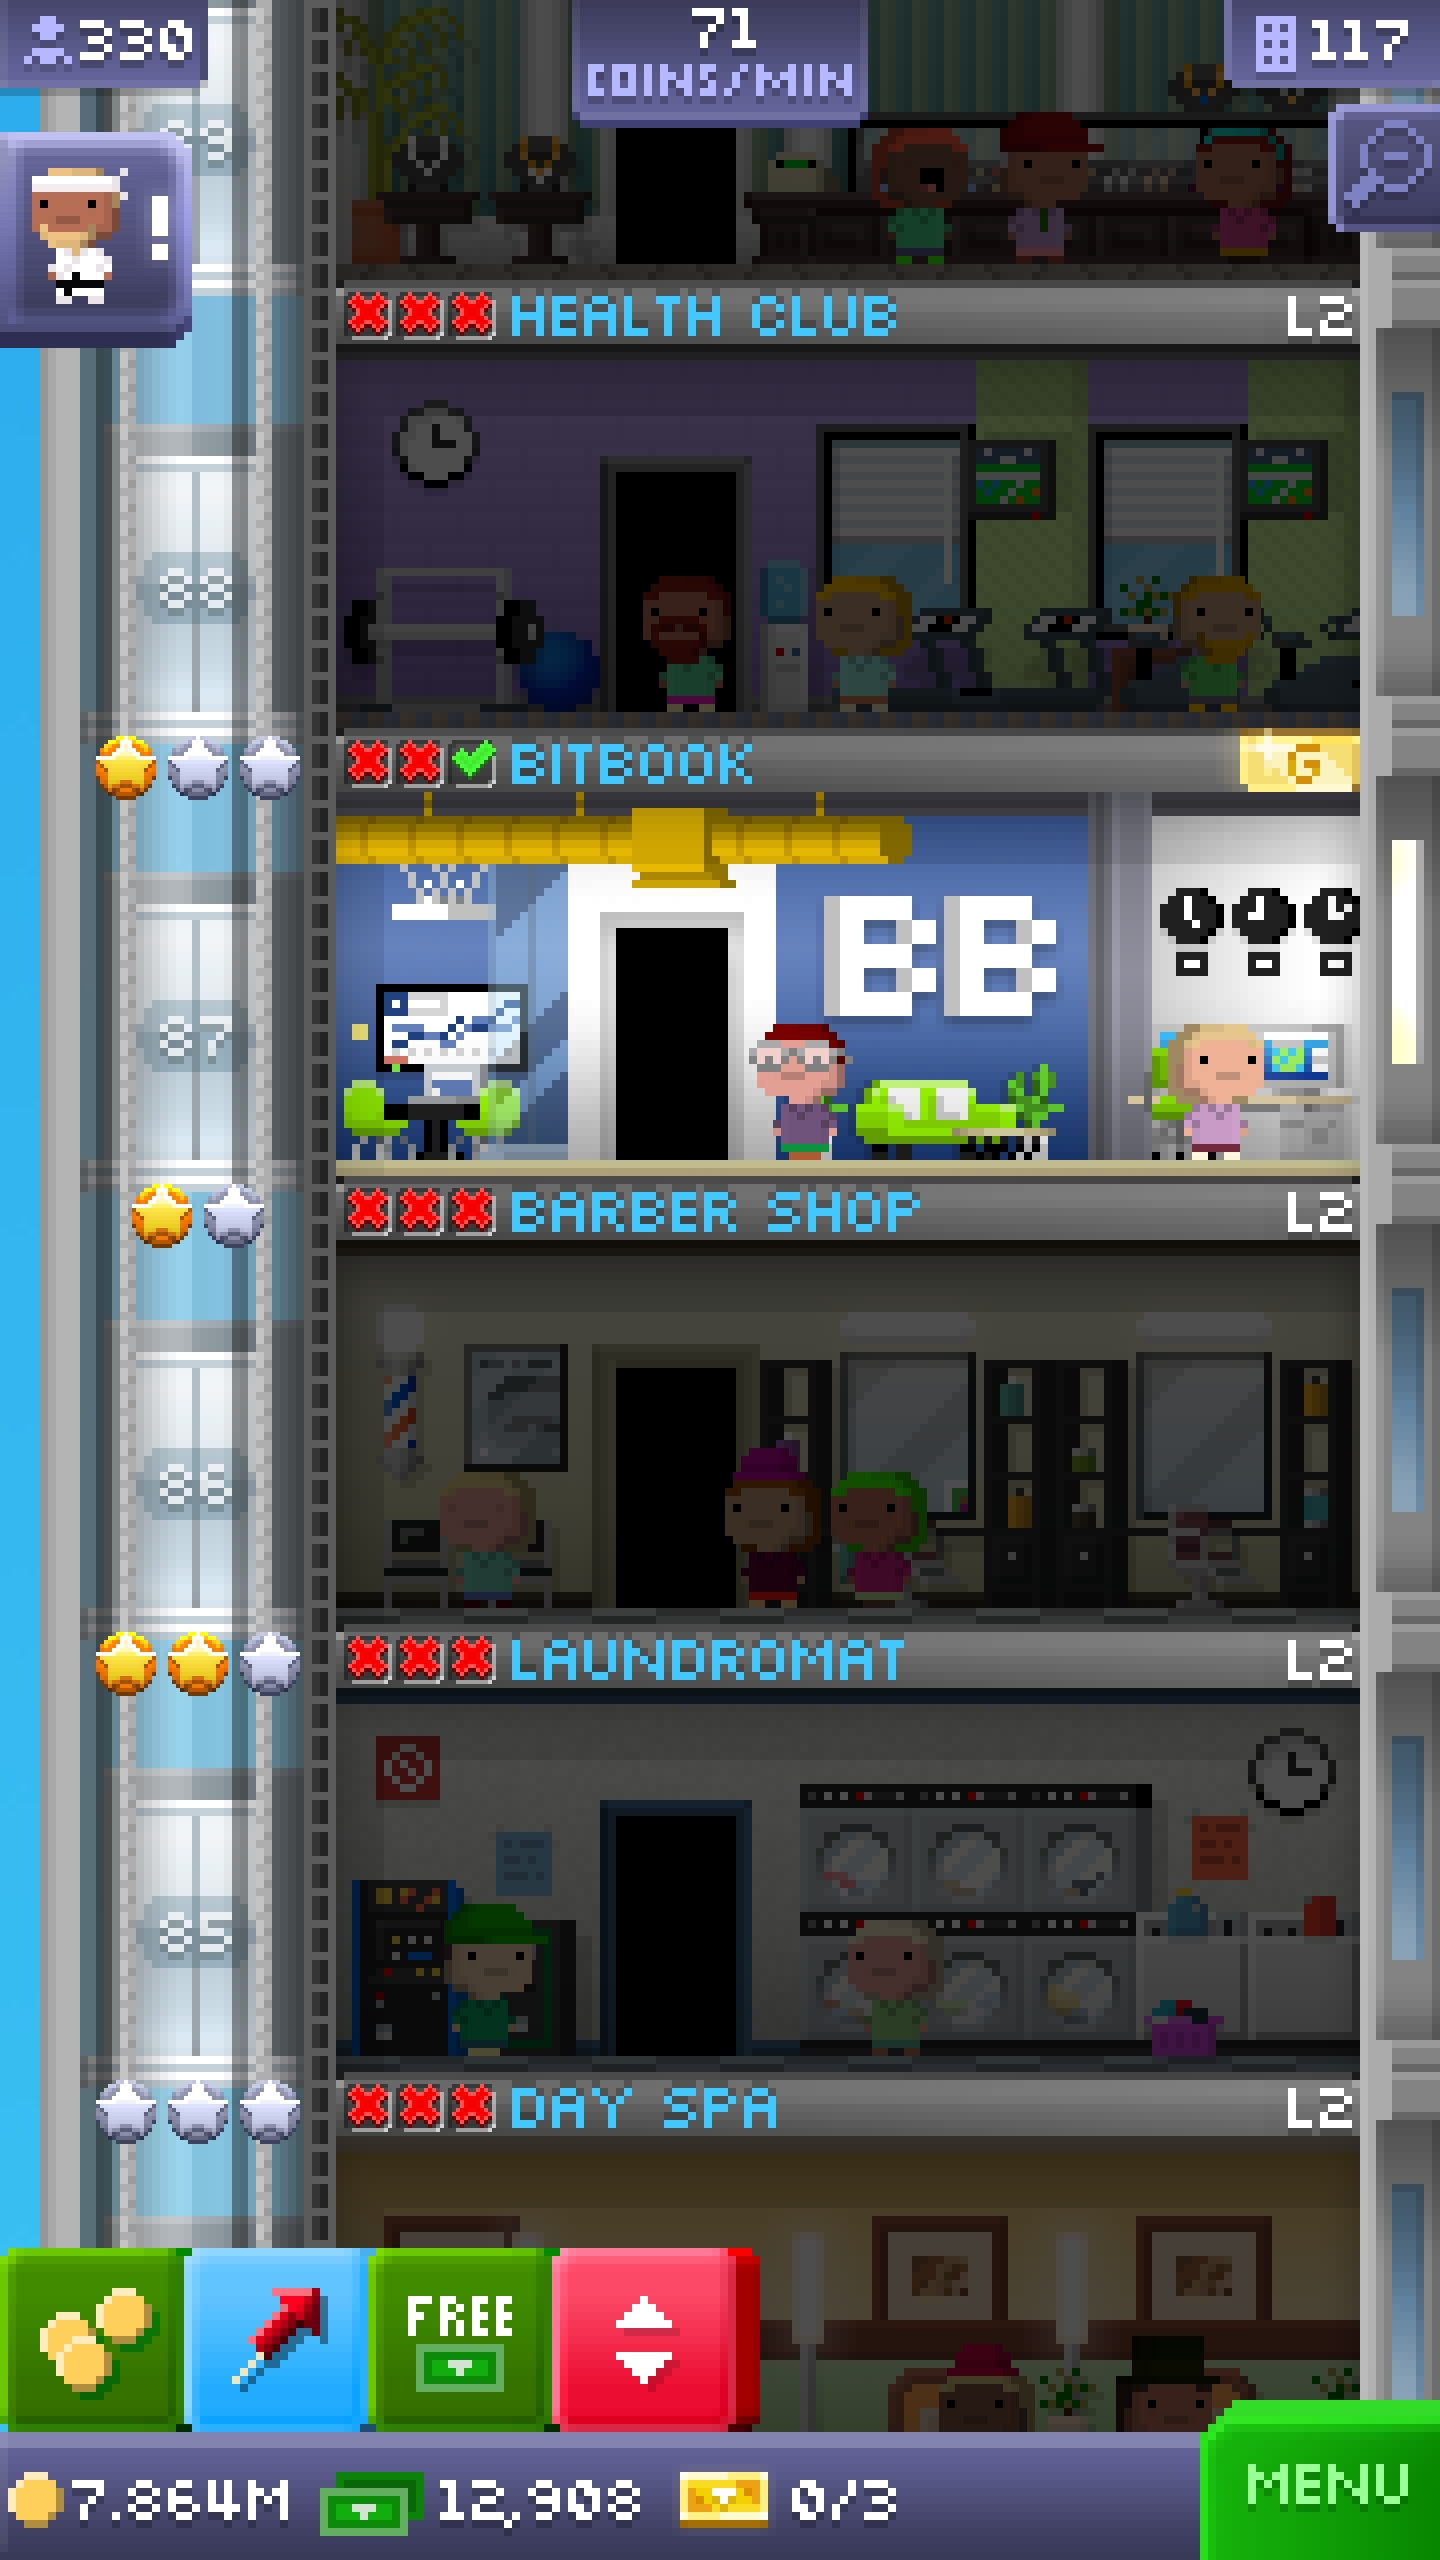 330
71
COINS/MIN
117
!
HEALTH CLUB L2
88
BITBOOK G
BB
87
BARBER SHOP L2
86
LAUNDROMAT L2
85
DAY SPA L2
FREE
7.864M 12,908 0/3
MENU